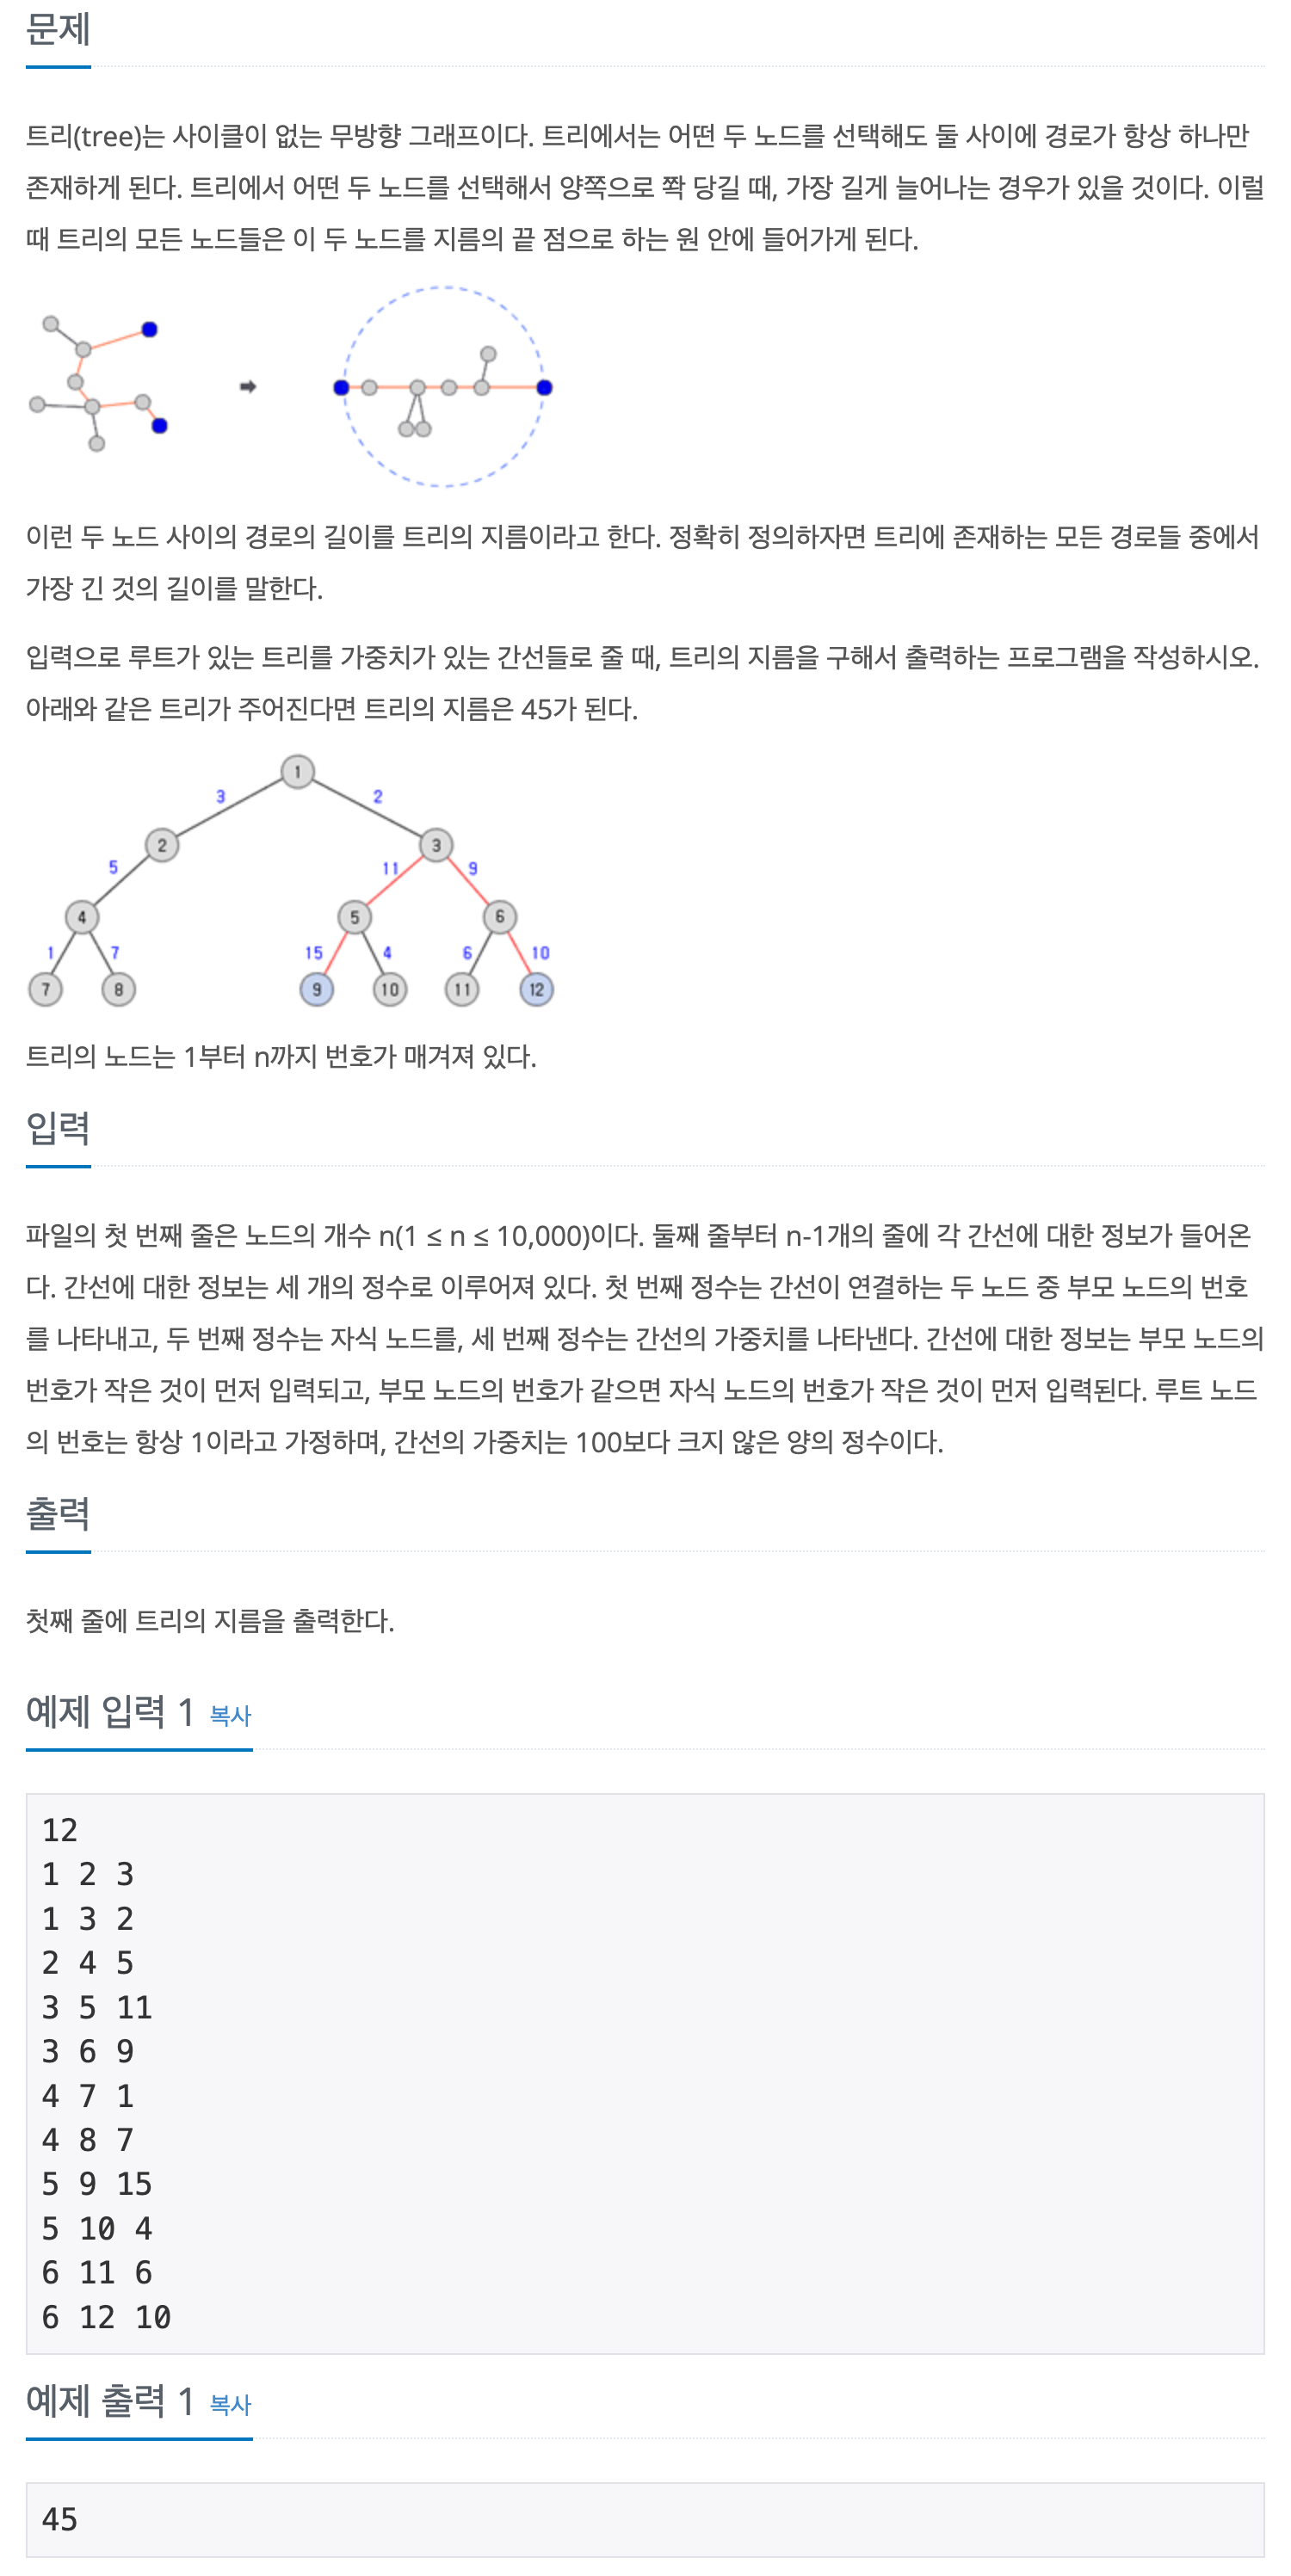 문제
트리(tree)는 사이클이 없는 무방향 그래프이다. 트리에서는 어떤 두 노드를 선택해도 둘 사이에 경로가 항상 하나만
존재하게 된다. 트리에서 어떤 두 노드를 선택해서 양쪽으로 쫙 당길 때, 가장 길게 늘어나는 경우가 있을 것이다. 이럴
때 트리의 모든 노드들은 이 두 노드를 지름의 끝 점으로 하는 원 안에 들어가게 된다.
이런 두 노드 사이의 경로의 길이를 트리의 지름이라고 한다. 정확히 정의하자면 트리에 존재하는 모든 경로들 중에서
가장 긴 것의 길이를 말한다.
입력으로 루트가 있는 트리를 가중치가 있는 간선들로 줄 때, 트리의 지름을 구해서 출력하는 프로그램을 작성하시오.
아래와 같은 트리가 주어진다면 트리의 지름은 45가 된다.
1
3 2
2 3
5 11 9
4 5 6
1 7 15 4 6 10
7 8 9 10 11 12
트리의 노드는 1부터 n까지 번호가 매겨져 있다.
입력
파일의 첫 번째 줄은 노드의 개수 n(1 ≤ n ≤ 10,000)이다. 둘째 줄부터 n-1개의 줄에 각 간선에 대한 정보가 들어온
다. 간선에 대한 정보는 세 개의 정수로 이루어져 있다. 첫 번째 정수는 간선이 연결하는 두 노드 중 부모 노드의 번호
를 나타내고, 두 번째 정수는 자식 노드를, 세 번째 정수는 간선의 가중치를 나타낸다. 간선에 대한 정보는 부모 노드의
번호가 작은 것이 먼저 입력되고, 부모 노드의 번호가 같으면 자식 노드의 번호가 작은 것이 먼저 입력된다. 루트 노드
의 번호는 항상 1이라고 가정하며, 간선의 가중치는 100보다 크지 않은 양의 정수이다.
출력
첫째 줄에 트리의 지름을 출력한다.
예제 입력 1 복사
12
1 2 3
1 3 2
2 4 5
3 5 11
3 6 9
4 7 1
4 8 7
5 9 15
5 10 4
6 11 6
6 12 10
예제 출력 1 복사
45